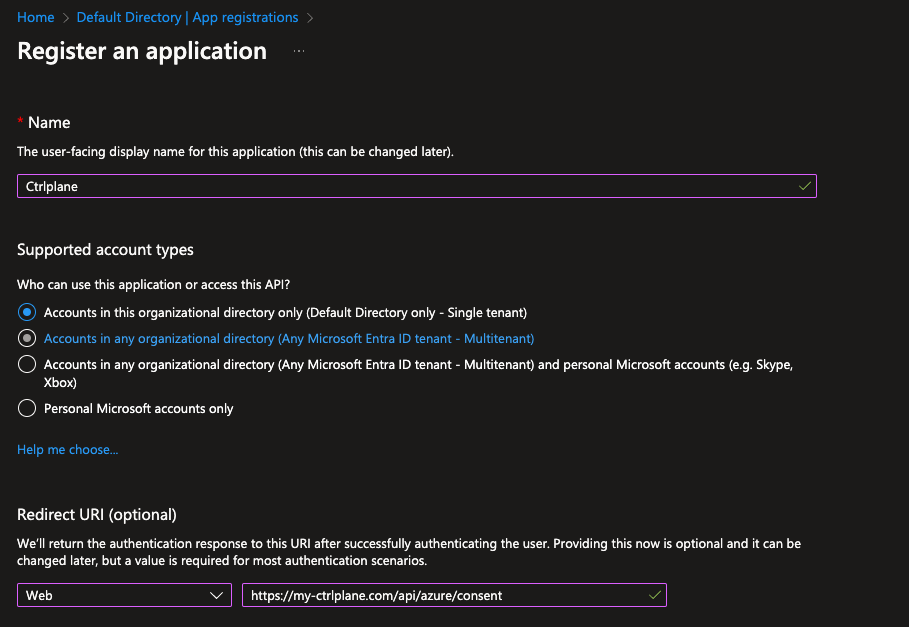 Home > Default Directory | App registrations >
Register an application ...
* Name
The user-facing display name for this application (this can be changed later).
Ctrlplane
Supported account types
Who can use this application or access this API?
Accounts in this organizational directory only (Default Directory only - Single tenant)
Accounts in any organizational directory (Any Microsoft Entra ID tenant - Multitenant)
Accounts in any organizational directory (Any Microsoft Entra ID tenant - Multitenant) and personal Microsoft accounts (e.g. Skype,
Xbox)
Personal Microsoft accounts only
Help me choose...
Redirect URI (optional)
We'll return the authentication response to this URI after successfully authenticating the user. Providing this now is optional and it can be
changed later, but a value is required for most authentication scenarios.
Web https://my-ctrlplane.com/api/azure/consent